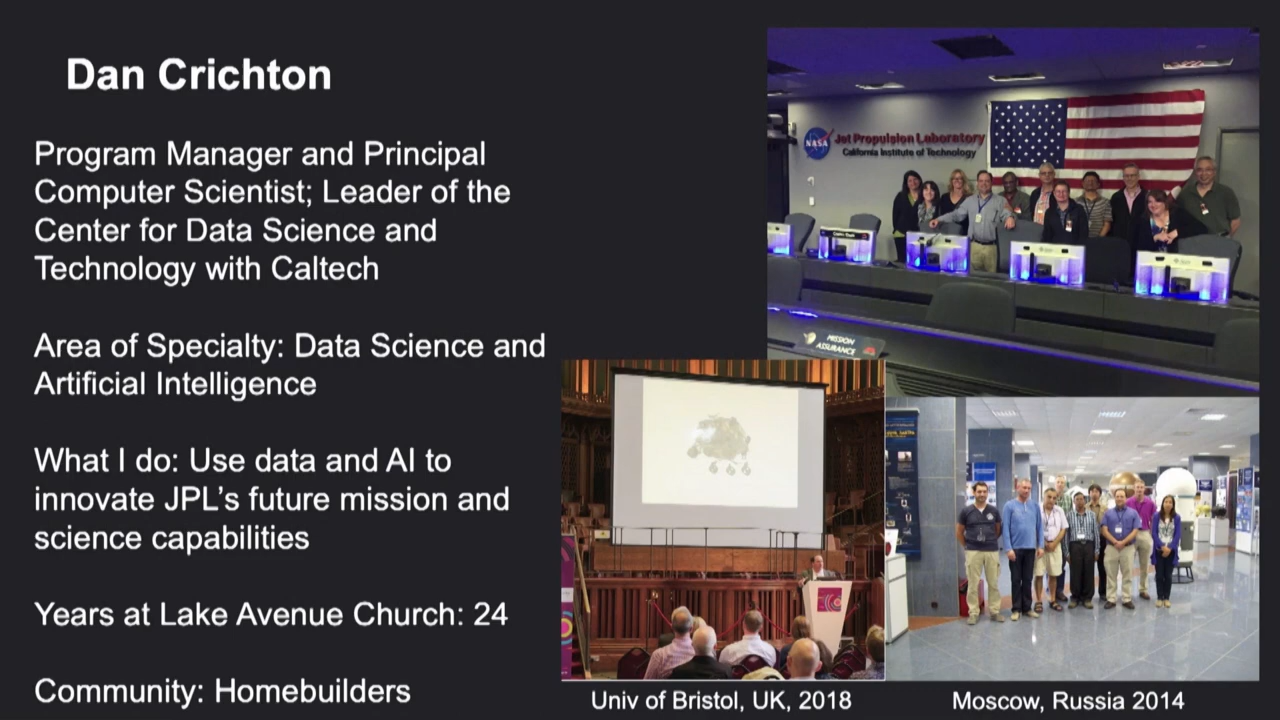 Dan Crichton
Program Manager and Principal
Computer Scientist; Leader of the
Center for Data Science and
Technology with Caltech
Area of Specialty: Data Science and
Artificial Intelligence
What I do: Use data and AI to
innovate JPL’s future mission and
science capabilities
Years at Lake Avenue Church: 24
Community: Homebuilders
NASA
Jet Propulsion Laboratory
California Institute of Technology
MISSION
ASSURANCE
Univ of Bristol, UK, 2018
Moscow, Russia 2014